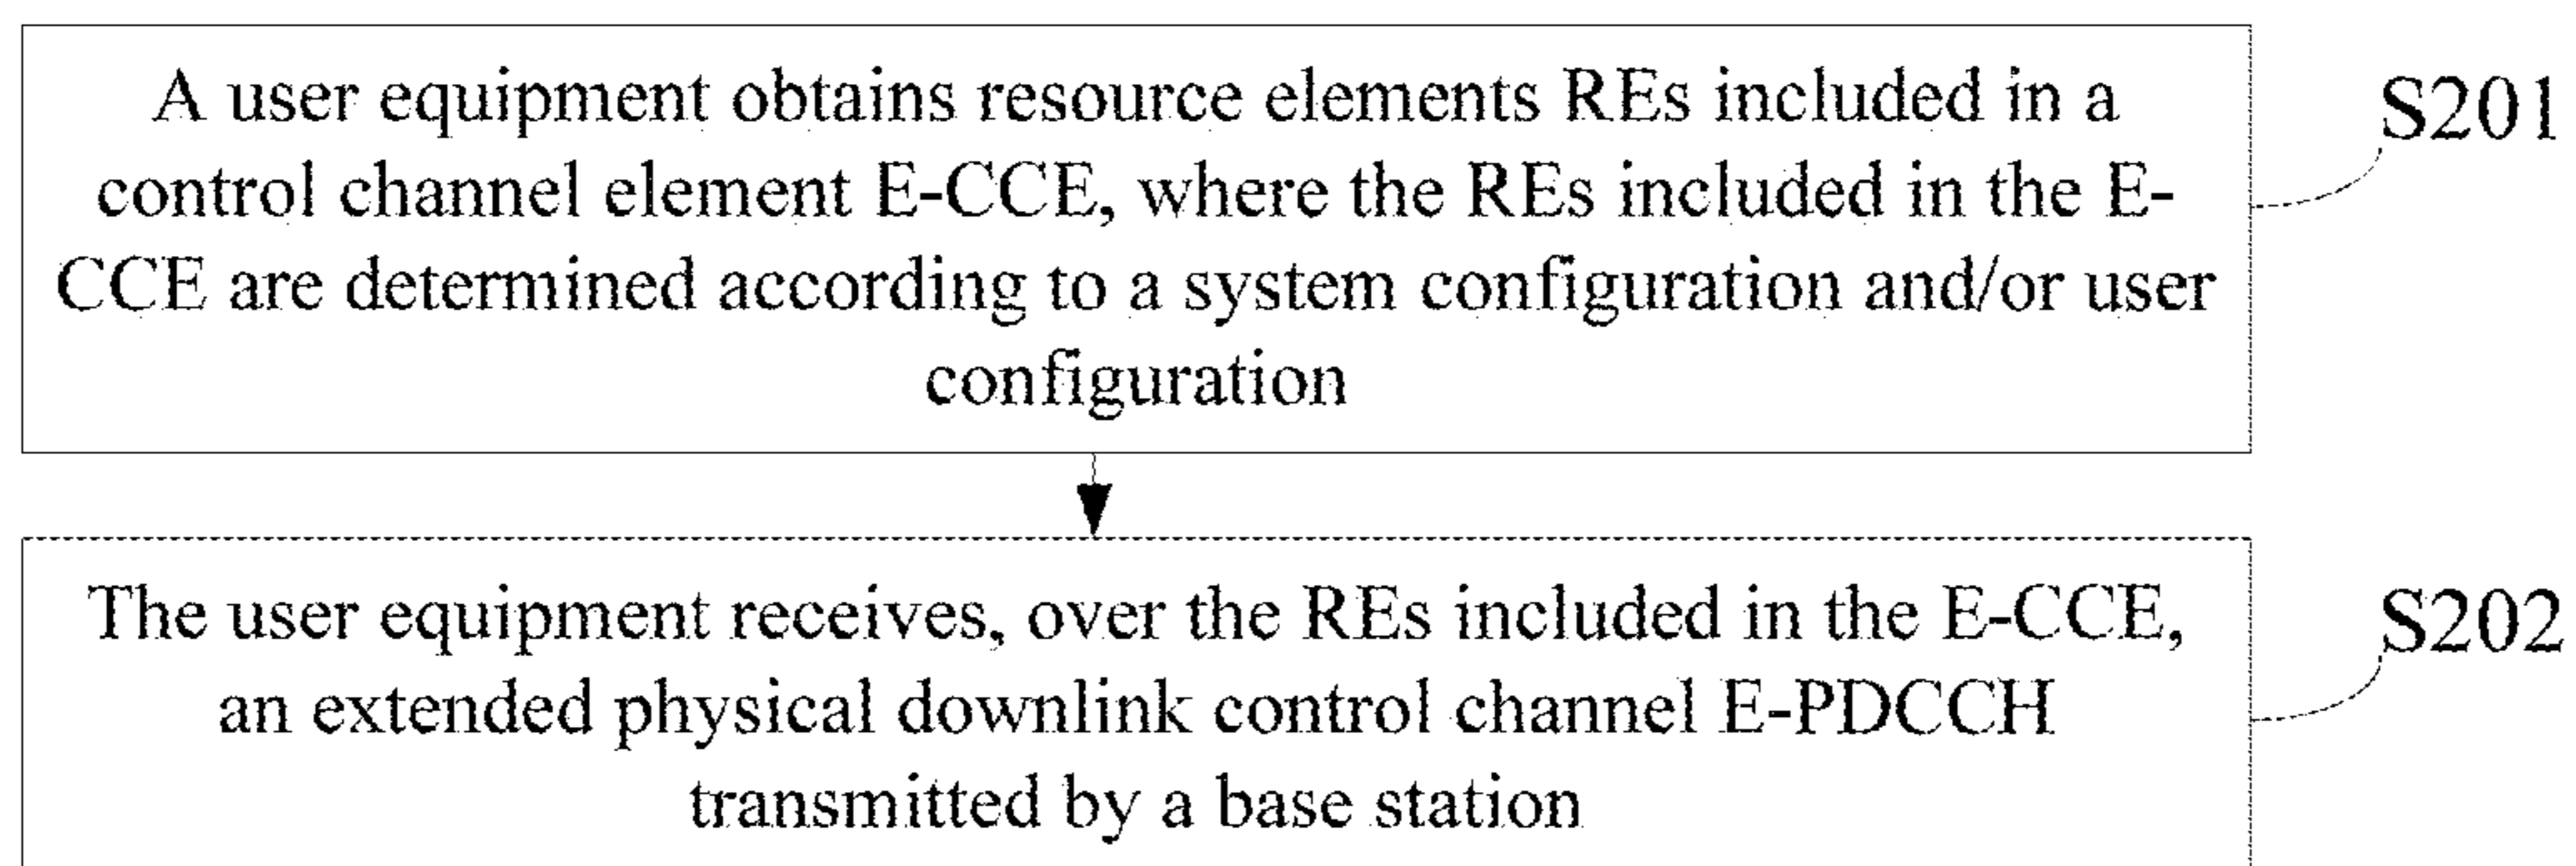 A user equipment obtains resource elements REs included in a
control channel element E-CCE, where the REs included in the E-
CCE are determined according to a system configuration and/or user
configuration
S201
The user equipment receives, over the REs included in the E-CCE,
an extended physical downlink control channel E-PDCCH
transmitted by a base station
S202